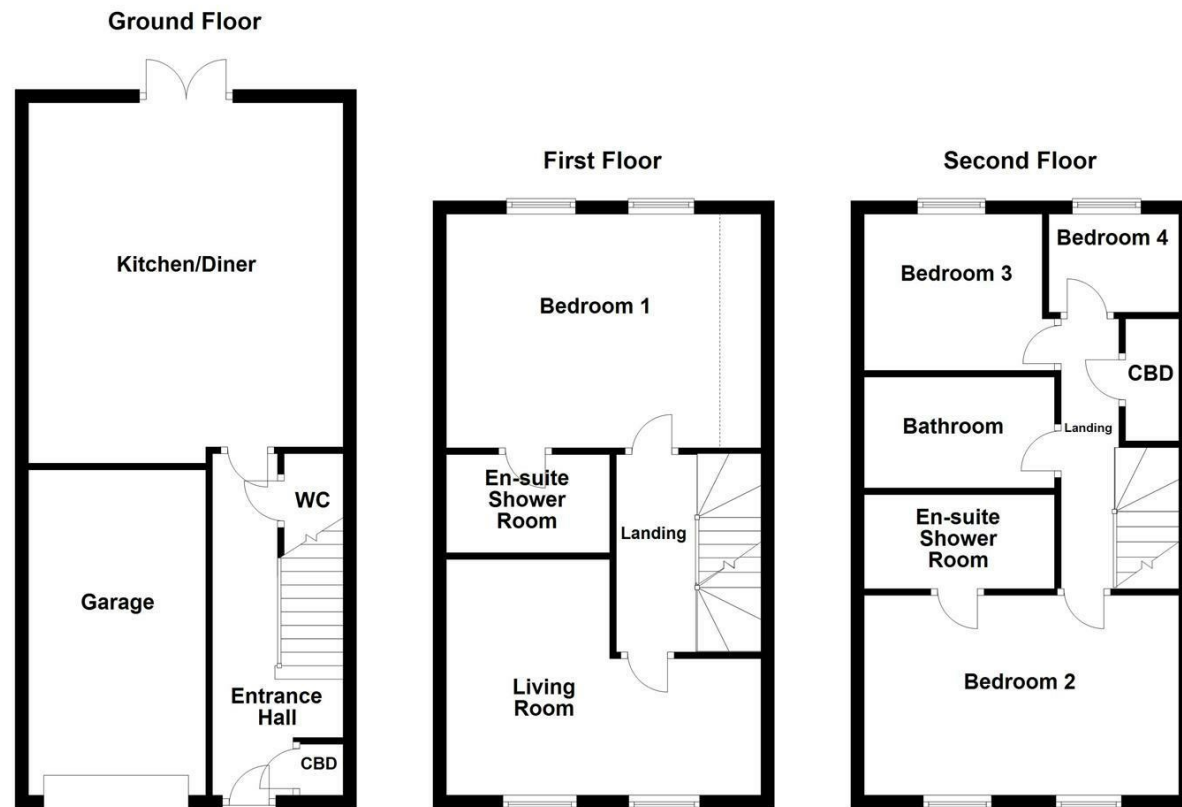 Ground Floor
Kitchen/Diner
WC
Garage
Entrance
Hall
CBD
First Floor
Bedroom 1
En-suite
Shower
Room
Landing
Living
Room
Second Floor
Bedroom 4
Bedroom 3
CBD
Bathroom
Landing
En-suite
Shower
Room
Bedroom 2